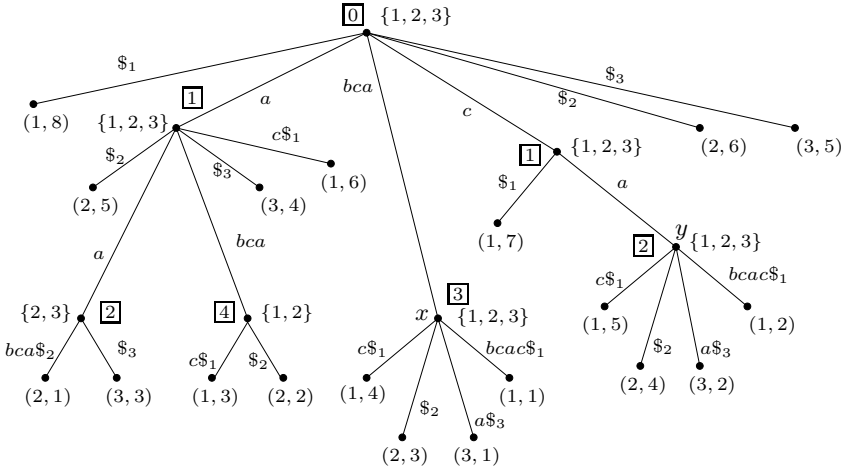 0 {1, 2, 3}
$₁ a bca c $₂ $₃
(1, 8) 1 {1, 2, 3} (2, 6) (3, 5)
$₂ $₃ c$₁ 1 {1, 2, 3}
(2, 5) (3, 4) (1, 6) $₁ a
a bca (1, 7) y 2 {1, 2, 3}
c$₁ $₂ a$₃ bcac$₁
{2, 3} 2 4 {1, 2} x 3 {1, 2, 3} (1, 5) (1, 2)
bca$₂ $₃ c$₁ $₂ c$₁ $₂ a$₃ bcac$₁ (2, 4) (3, 2)
(2, 1) (3, 3) (1, 3) (2, 2) (1, 4) (1, 1)
(2, 3) (3, 1)